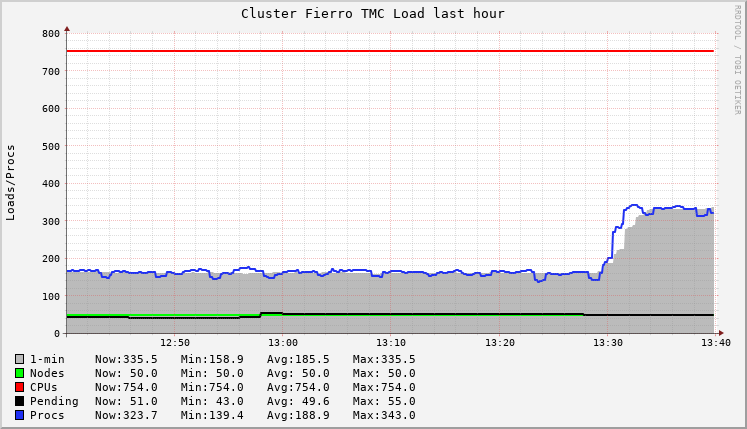 Cluster Fierro TMC Load last hour
RRDTOOL / TOBI OETIKER
Loads/Procs
800
700
600
500
400
300
200
100
0
12:50 13:00 13:10 13:20 13:30 13:40
1-min Now:335.5 Min:158.9 Avg:185.5 Max:335.5
Nodes Now: 50.0 Min: 50.0 Avg: 50.0 Max: 50.0
CPUs Now:754.0 Min:754.0 Avg:754.0 Max:754.0
Pending Now: 51.0 Min: 43.0 Avg: 49.6 Max: 55.0
Procs Now:323.7 Min:139.4 Avg:188.9 Max:343.0